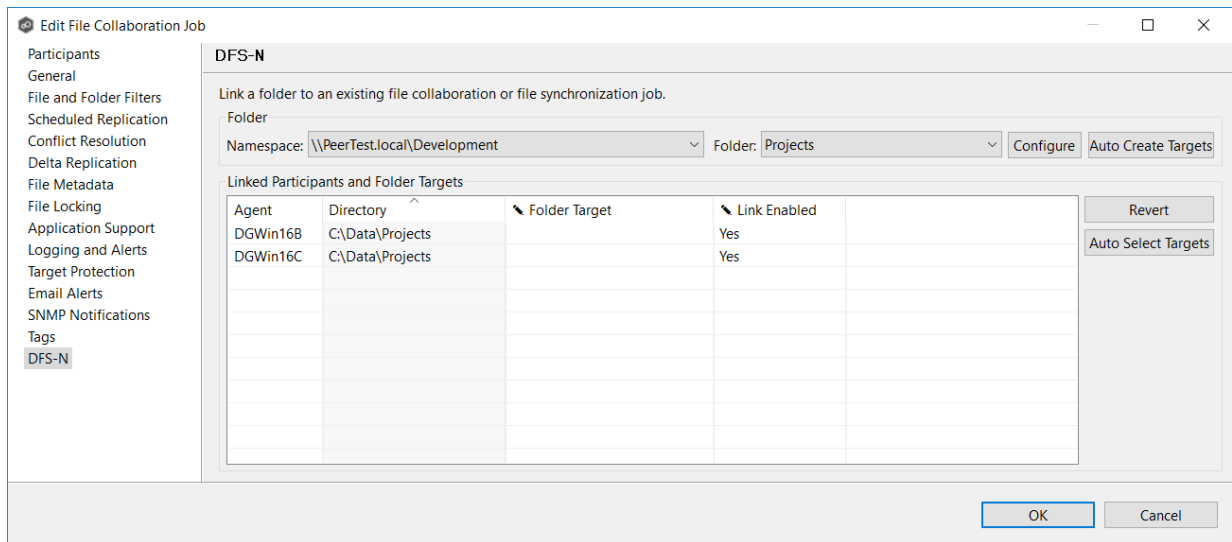 Edit File Collaboration Job
Participants
General
File and Folder Filters
Scheduled Replication
Conflict Resolution
Delta Replication
File Metadata
File Locking
Application Support
Logging and Alerts
Target Protection
Email Alerts
SNMP Notifications
Tags
DFS-N
DFS-N
Link a folder to an existing file collaboration or file synchronization job.
Folder
Namespace: \\PeerTest.local\Development Folder: Projects Configure Auto Create Targets
Linked Participants and Folder Targets
Agent Directory Folder Target Link Enabled
DGWin16B C:\Data\Projects Yes
DGWin16C C:\Data\Projects Yes
Revert
Auto Select Targets
OK Cancel